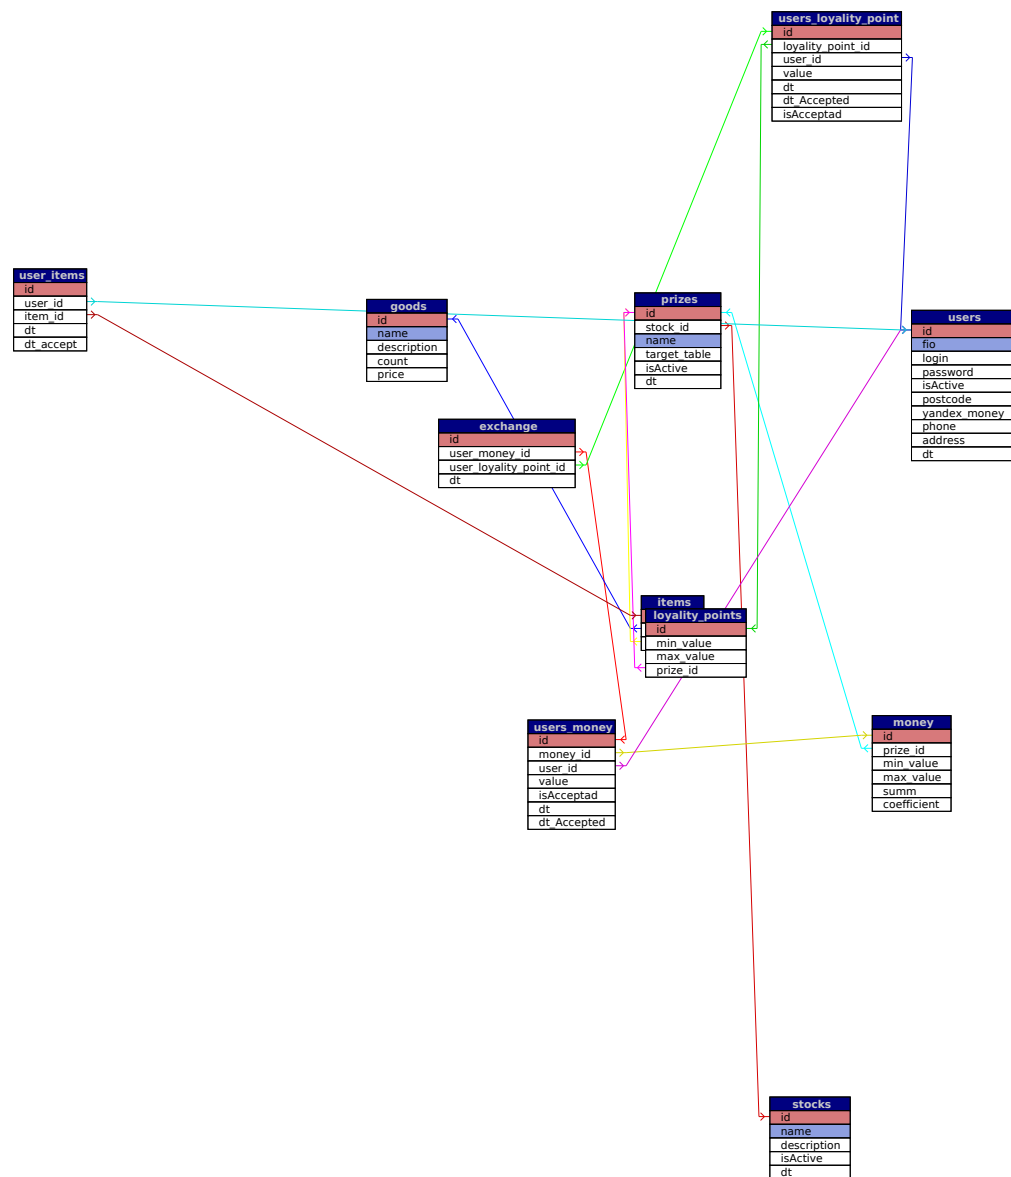 users_loyality_point
id
loyality_point_id
user_id
value
dt
dt_Accepted
isAcceptad
user_items
id
user_id
item_id
dt
dt_accept
goods
id
name
description
count
price
prizes
id
stock_id
name
target_table
isActive
dt
users
id
fio
login
password
isActive
postcode
yandex_money
phone
address
dt
exchange
id
user_money_id
user_loyality_point_id
dt
items
loyality_points
id
min_value
max_value
prize_id
users_money
id
money_id
user_id
value
isAcceptad
dt
dt_Accepted
money
id
prize_id
min_value
max_value
summ
coefficient
stocks
id
name
description
isActive
dt